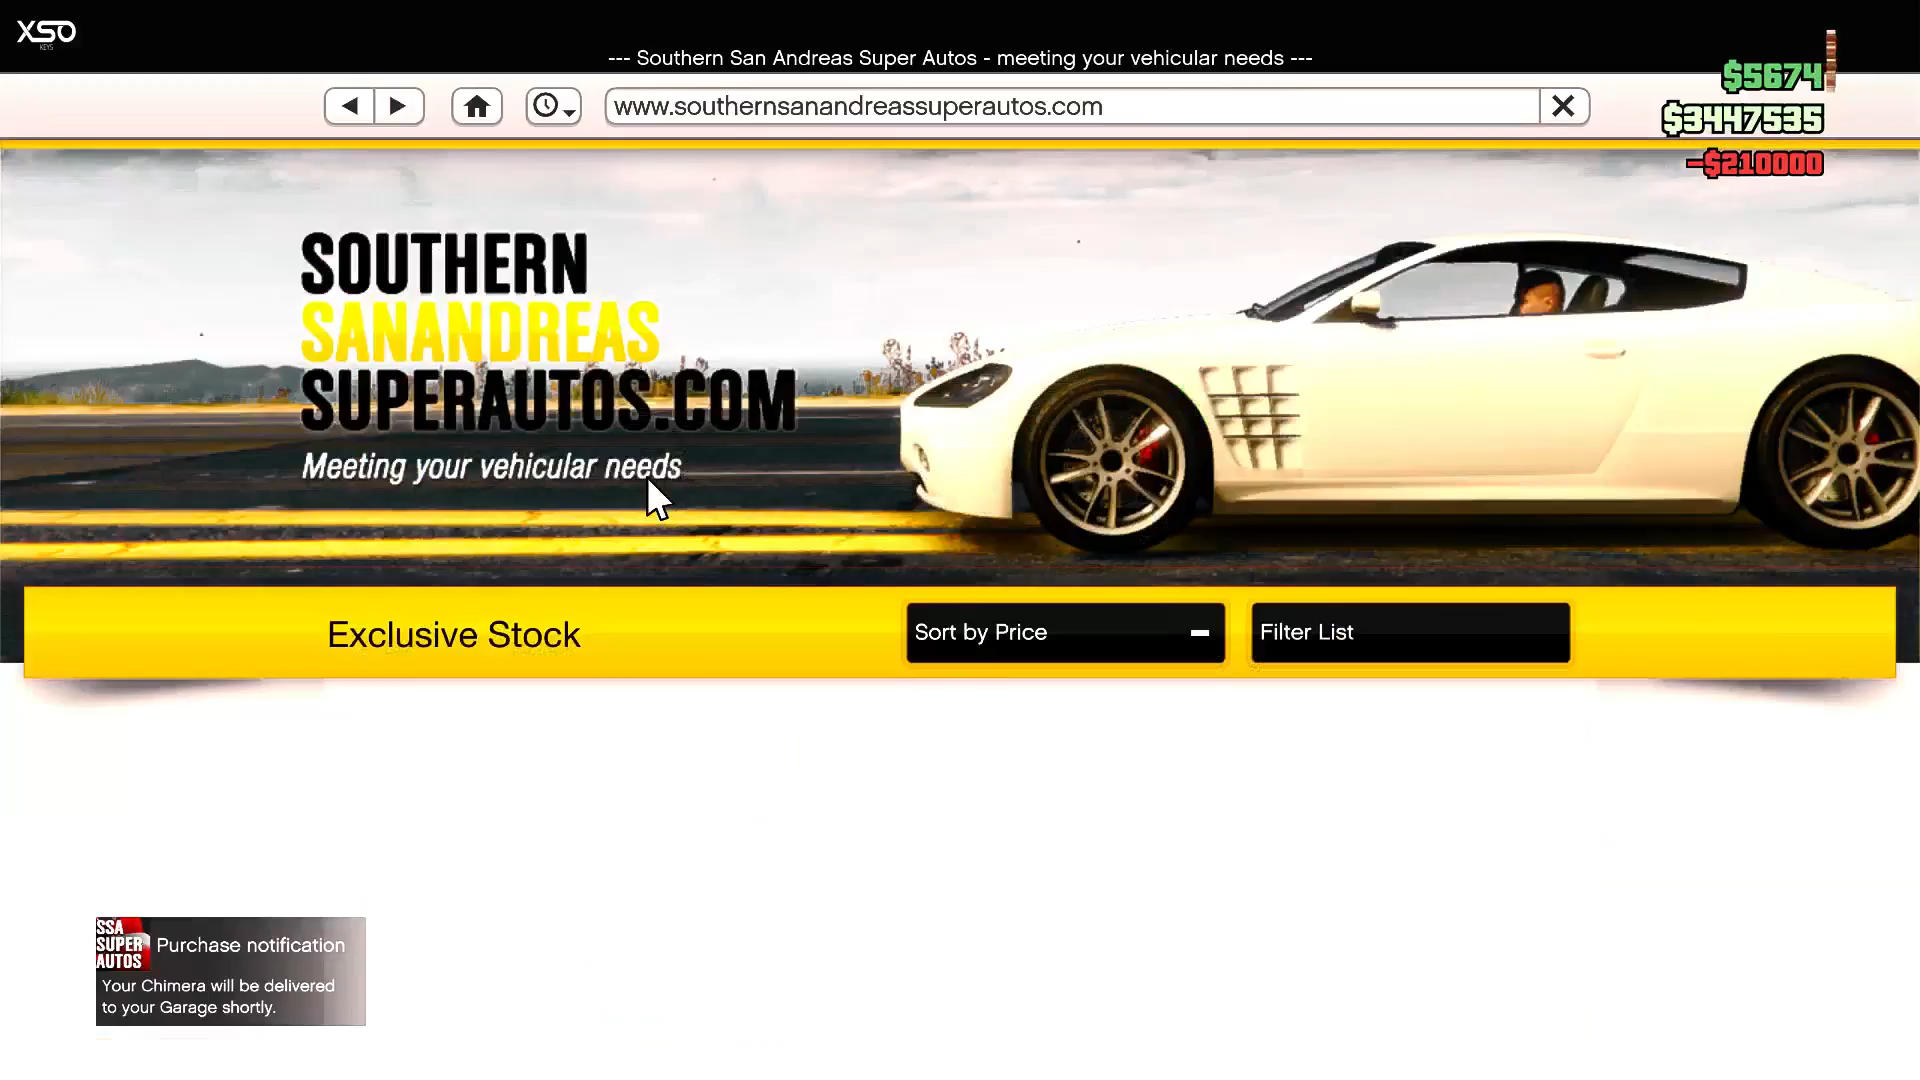 XSO
KEYS
--- Southern San Andreas Super Autos - meeting your vehicular needs ---
$5674
www.southernsanandreassuperautos.com
$3447535
-$210000
SOUTHERN
SANANDREAS
SUPERAUTOS.COM
Meeting your vehicular needs
Exclusive Stock
Sort by Price
Filter List
SSA
SUPER
AUTOS
Purchase notification
Your Chimera will be delivered
to your Garage shortly.